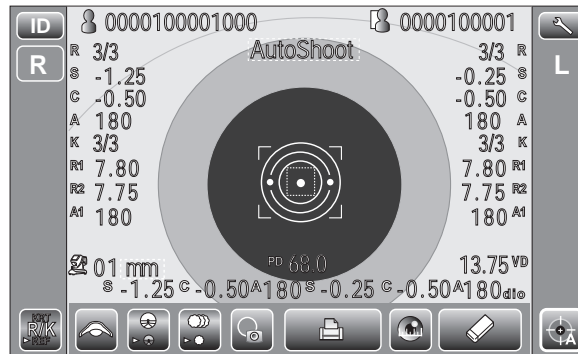 ID 0000100001000 0000100001
R R 3/3 AutoShoot 3/3 R L
S -1.25 -0.25 S
C -0.50 -0.50 C
A 180 180 A
K 3/3 3/3 K
R1 7.80 7.80 R1
R2 7.75 7.75 R2
A1 180 180 A1
01 mm PD 68.0 13.75 VD
S -1.25 C -0.50 A 180 S -0.25 C -0.50 A 180 dio
KRT
R/K
▹REF
A